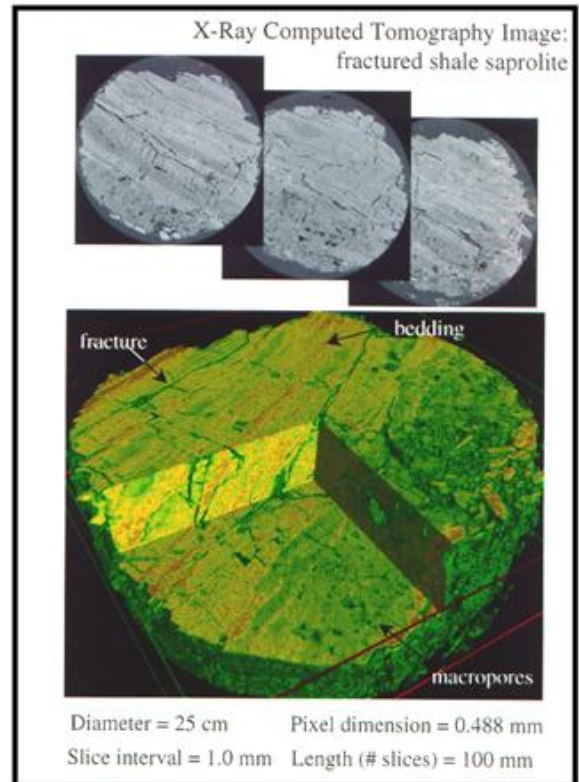 X-Ray Computed Tomography Image:
fractured shale saprolite
fracture
bedding
macropores
Diameter = 25 cm
Pixel dimension = 0.488 mm
Slice interval = 1.0 mm
Length (# slices) = 100 mm